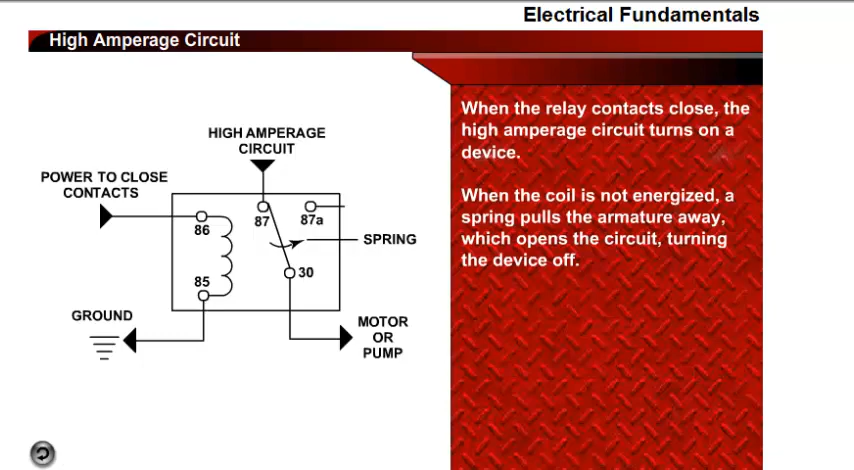 Electrical Fundamentals
High Amperage Circuit
HIGH AMPERAGE
CIRCUIT
POWER TO CLOSE
CONTACTS
86
87
87a
SPRING
30
85
GROUND
MOTOR
OR
PUMP
When the relay contacts close, the
high amperage circuit turns on a
device.
When the coil is not energized, a
spring pulls the armature away,
which opens the circuit, turning
the device off.